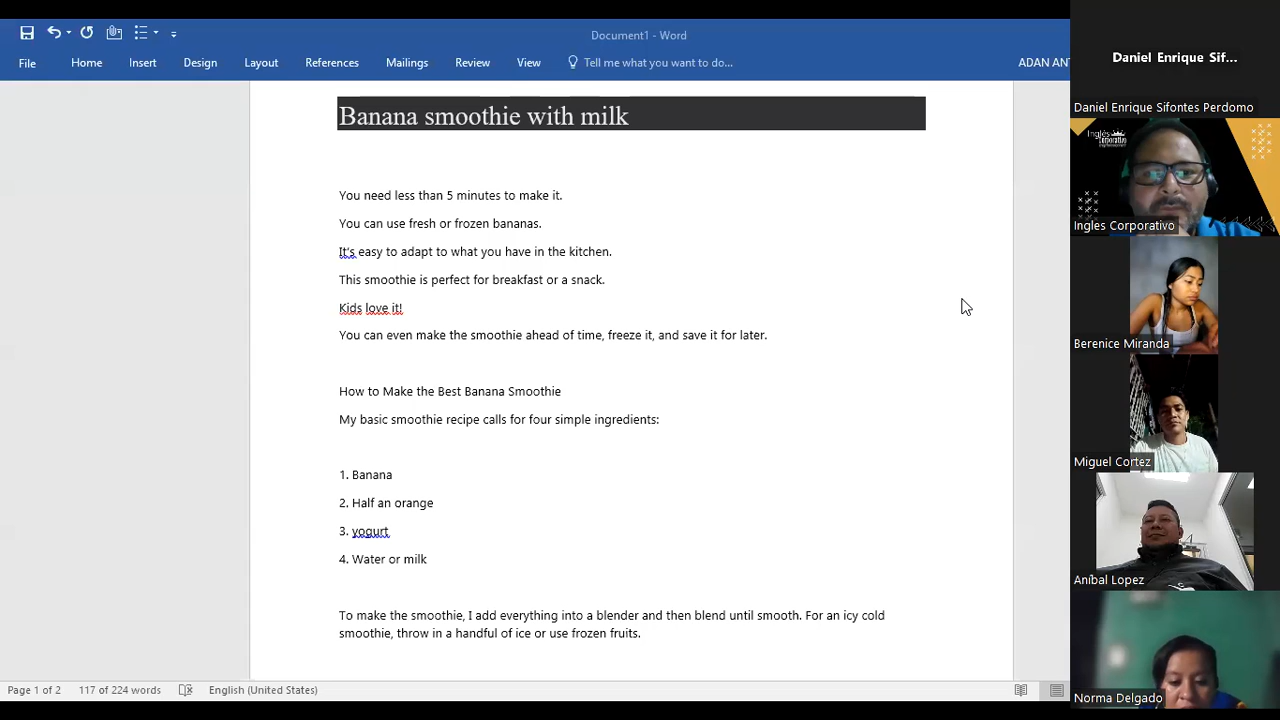 Document1 - Word
File
Home
Insert
Design
Layout
References
Mailings
Review
View
Tell me what you want to do...
ADAN ANT
Banana smoothie with milk
You need less than 5 minutes to make it.
You can use fresh or frozen bananas.
It's easy to adapt to what you have in the kitchen.
This smoothie is perfect for breakfast or a snack.
Kids love it!
You can even make the smoothie ahead of time, freeze it, and save it for later.
How to Make the Best Banana Smoothie
My basic smoothie recipe calls for four simple ingredients:
1. Banana
2. Half an orange
3. yogurt
4. Water or milk
To make the smoothie, I add everything into a blender and then blend until smooth. For an icy cold
smoothie, throw in a handful of ice or use frozen fruits.
Page 1 of 2
117 of 224 words
English (United States)
Daniel Enrique Sif...
Daniel Enrique Sifontes Perdomo
Inglés
Corporativo
Ingles Corporativo
Berenice Miranda
Miguel Cortez
Aníbal Lopez
Norma Delgado